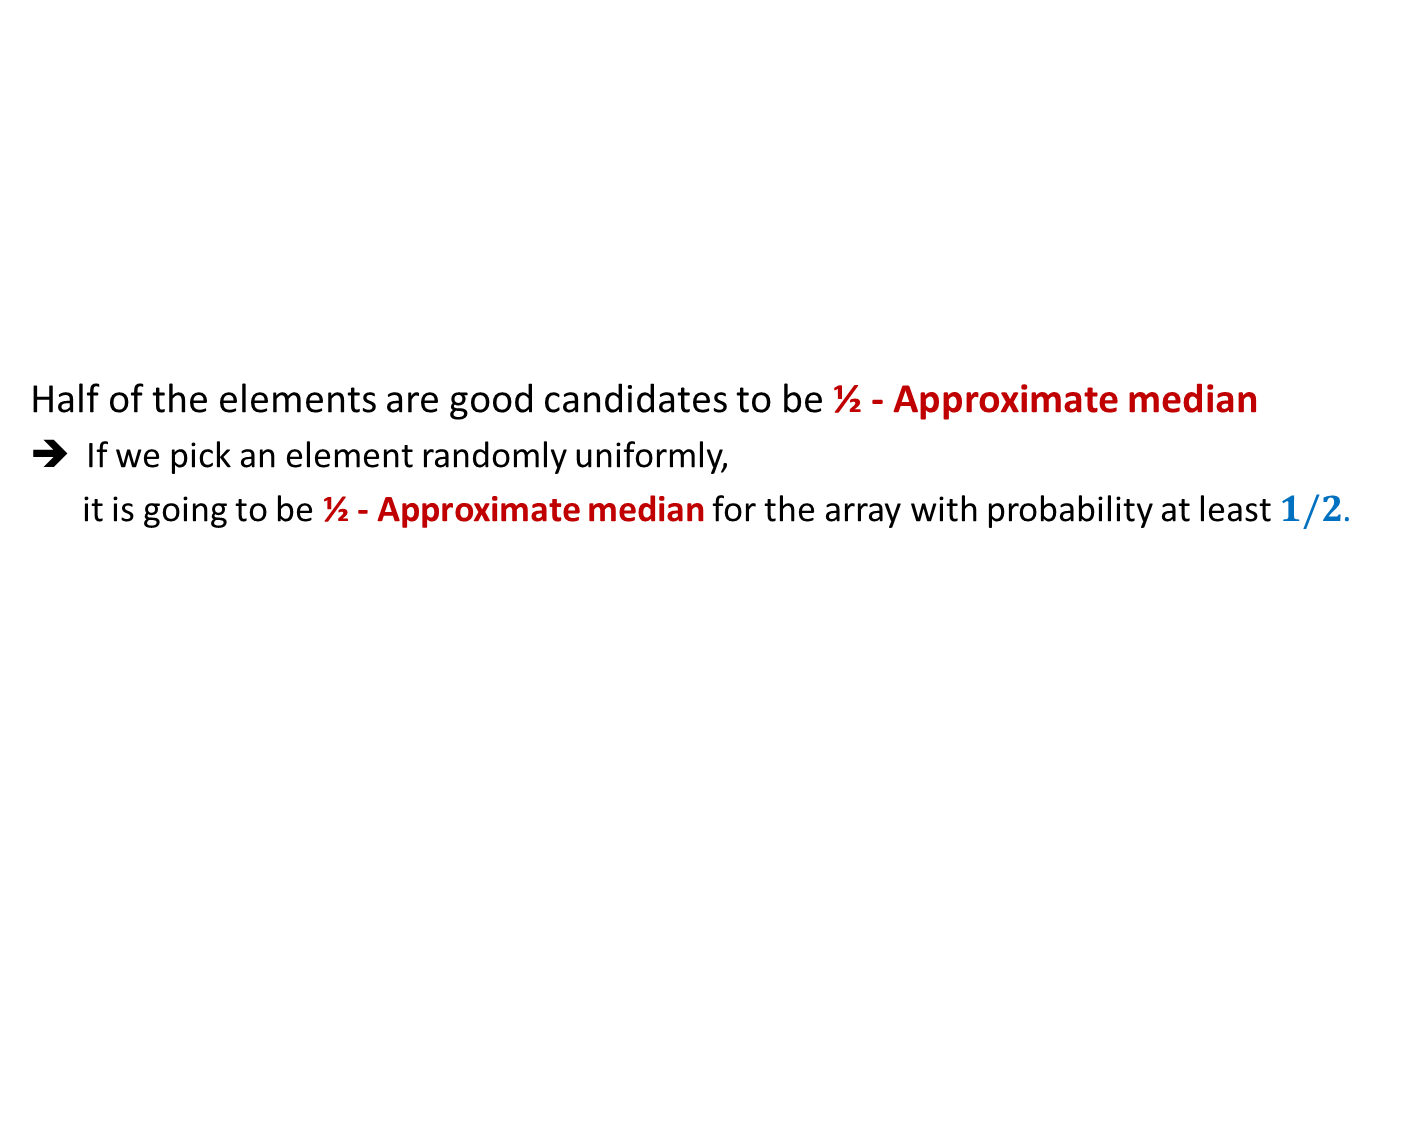 Half of the elements are good candidates to be ½ - Approximate median
➔ If we pick an element randomly uniformly,
it is going to be ½ - Approximate median for the array with probability at least 1/2.